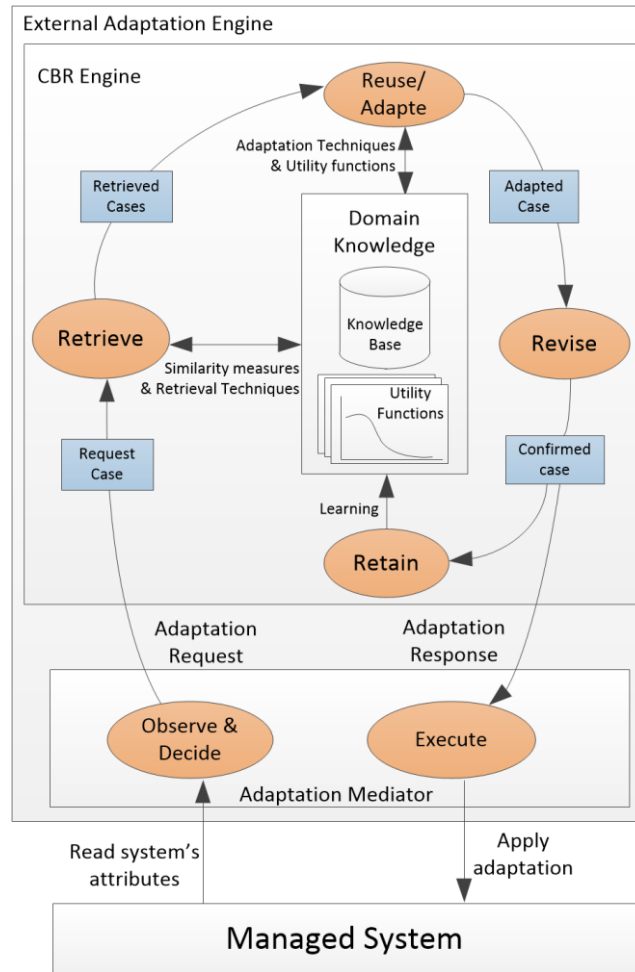 External Adaptation Engine
CBR Engine
Reuse/
Adapte
Adaptation Techniques
& Utility functions
Retrieved
Cases
Adapted
Case
Domain
Knowledge
Knowledge
Base
Retrieve
Revise
Similarity measures
& Retrieval Techniques
Utility
Functions
Request
Case
Confirmed
case
Learning
Retain
Adaptation
Request
Adaptation
Response
Observe &
Decide
Execute
Adaptation Mediator
Read system's
attributes
Apply
adaptation
Managed System